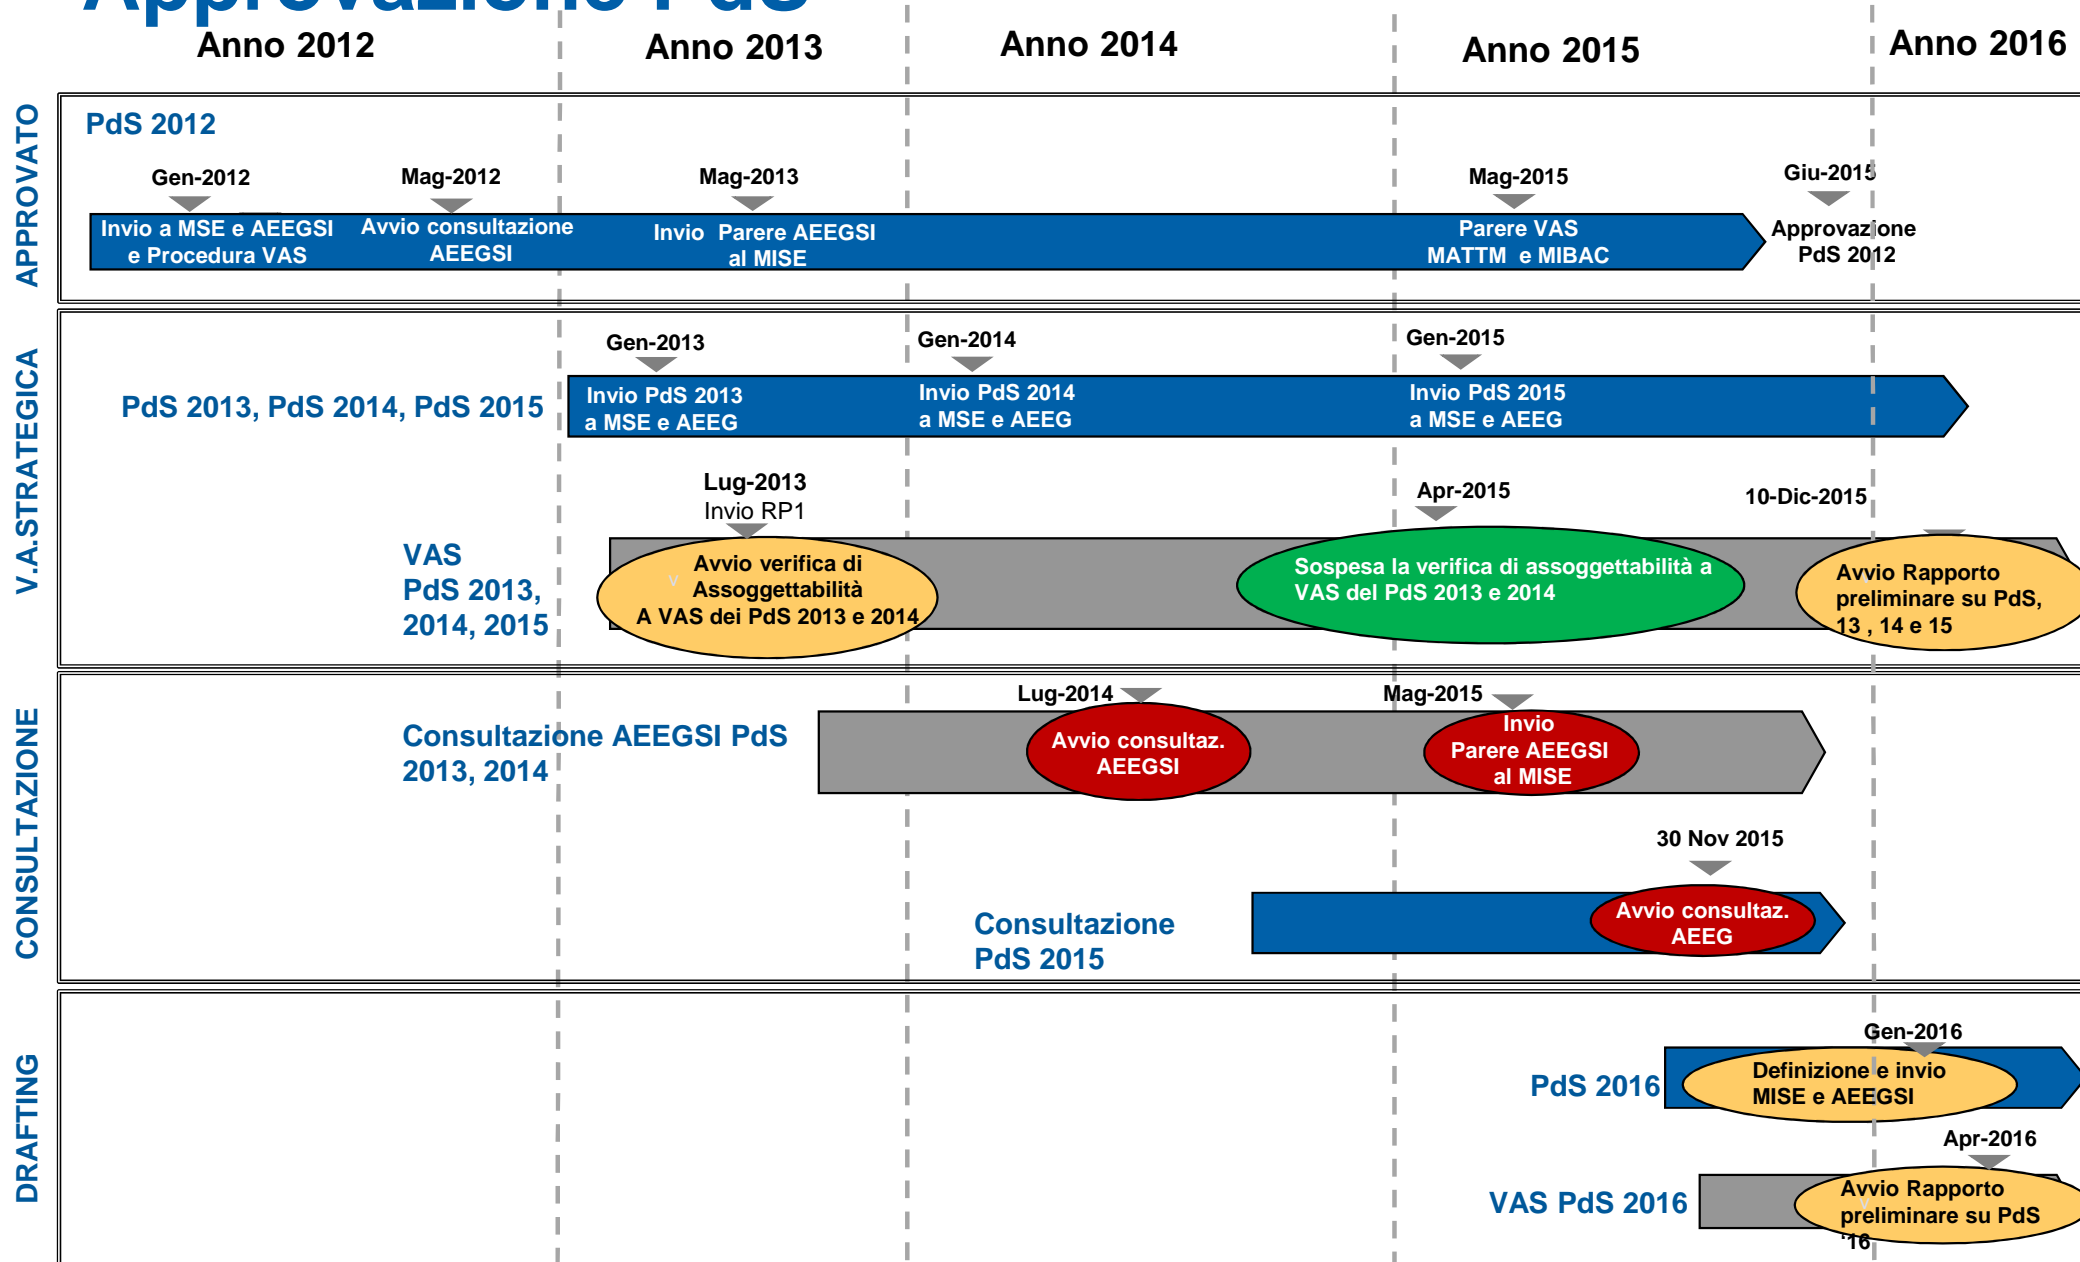 Approvazione PdS
Anno 2012
Anno 2013
Anno 2014
Anno 2015
Anno 2016
APPROVATO
PdS 2012
Gen-2012
Mag-2012
Mag-2013
Mag-2015
Giu-2015
Invio a MSE e AEEGSI
e Procedura VAS
Avvio consultazione
AEEGSI
Invio Parere AEEGSI
al MISE
Parere VAS
MATTM e MIBAC
Approvazione
PdS 2012
V.A.STRATEGICA
Gen-2013
Gen-2014
Gen-2015
PdS 2013, PdS 2014, PdS 2015
Invio PdS 2013
a MSE e AEEG
Invio PdS 2014
a MSE e AEEG
Invio PdS 2015
a MSE e AEEG
Lug-2013
Invio RP1
Apr-2015
10-Dic-2015
VAS
PdS 2013,
2014, 2015
v
Avvio verifica di
Assoggettabilità
A VAS dei PdS 2013 e 2014
Sospesa la verifica di assoggettabilità a
VAS del PdS 2013 e 2014
Avvio Rapporto
preliminare su PdS,
13 , 14 e 15
CONSULTAZIONE
Lug-2014
Mag-2015
Consultazione AEEGSI PdS
2013, 2014
Avvio consultaz.
AEEGSI
Invio
Parere AEEGSI
al MISE
30 Nov 2015
Consultazione
PdS 2015
Avvio consultaz.
AEEG
DRAFTING
Gen-2016
PdS 2016
Definizione e invio
MISE e AEEGSI
Apr-2016
VAS PdS 2016
Avvio Rapporto
preliminare su PdS
‘16